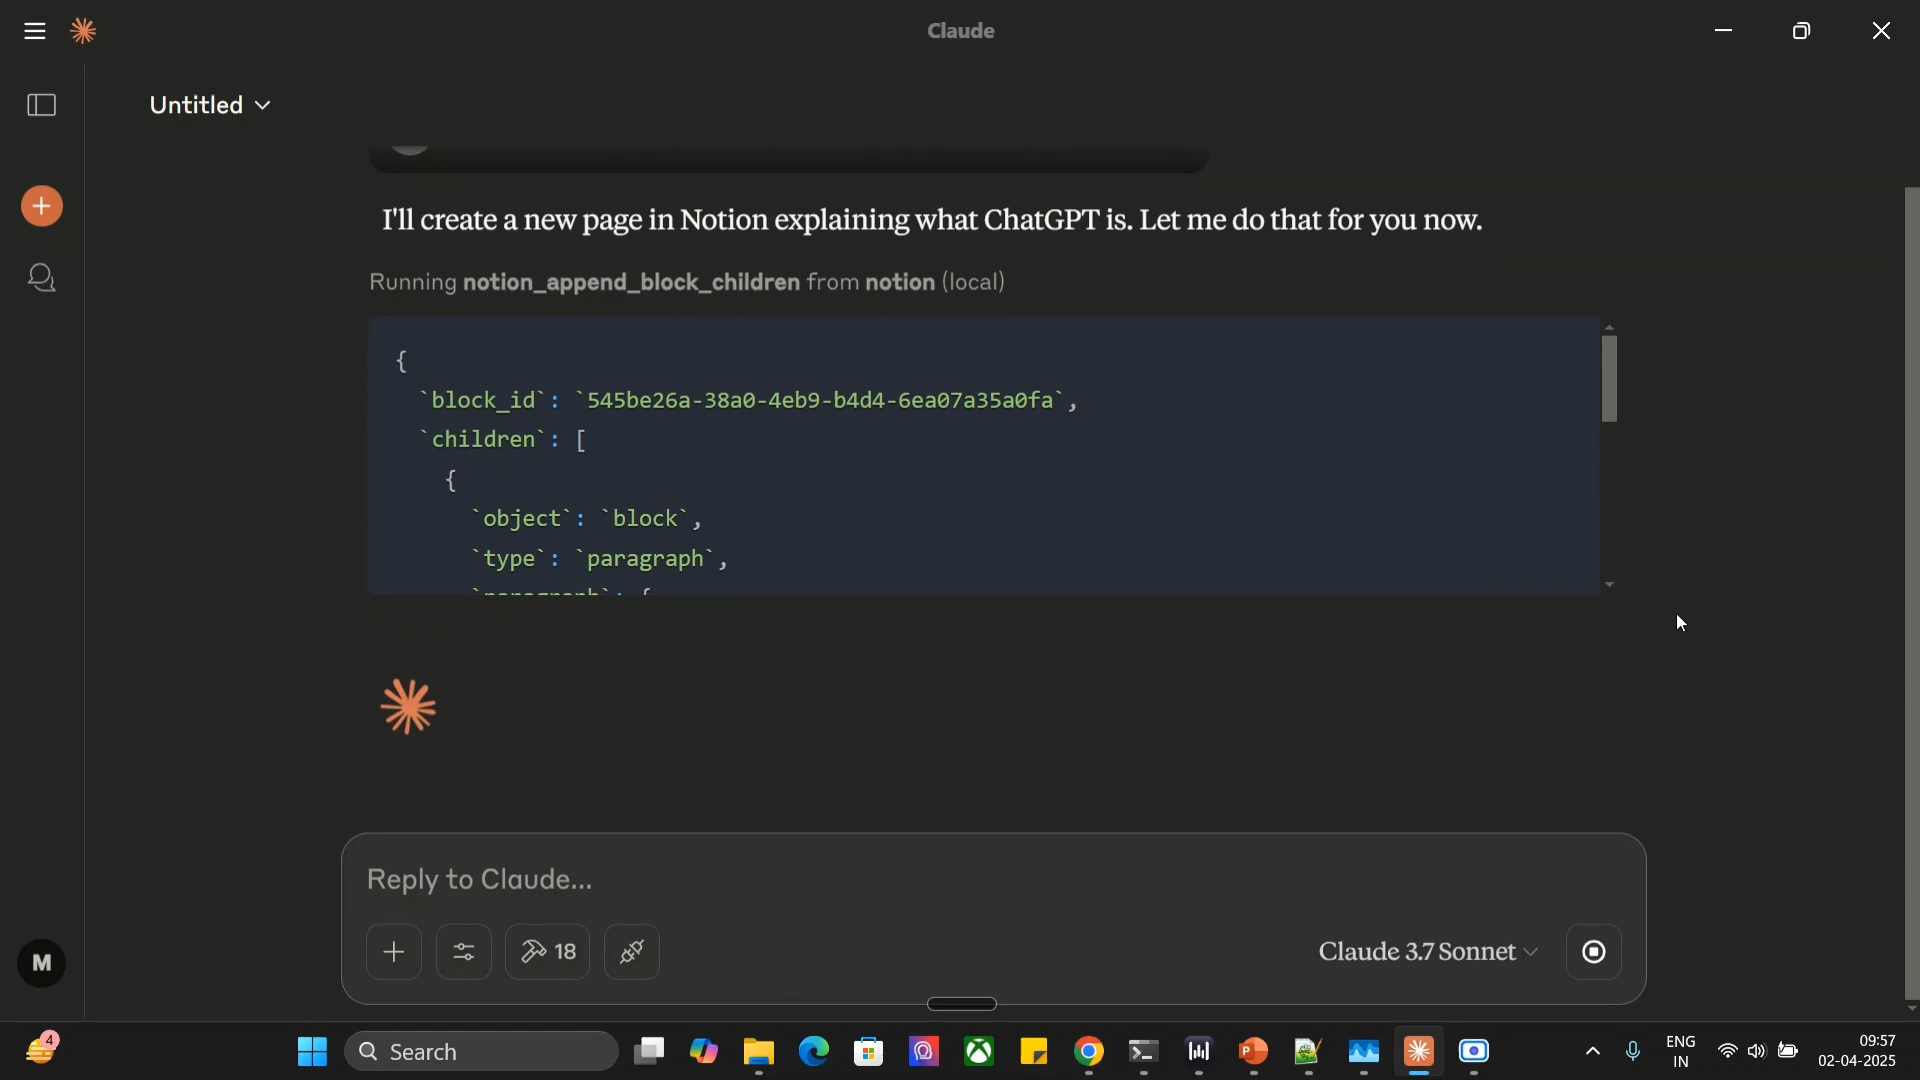 Claude
Untitled
I'll create a new page in Notion explaining what ChatGPT is. Let me do that for you now.
Running notion_append_block_children from notion (local)
{
`block_id`: `545be26a-38a0-4eb9-b4d4-6ea07a35a0fa`,
`children`: [
{
`object`: `block`,
`type`: `paragraph`,
`paragraph`: {
Reply to Claude...
18
Claude 3.7 Sonnet
M
4
Search
ENG
IN
09:57
02-04-2025